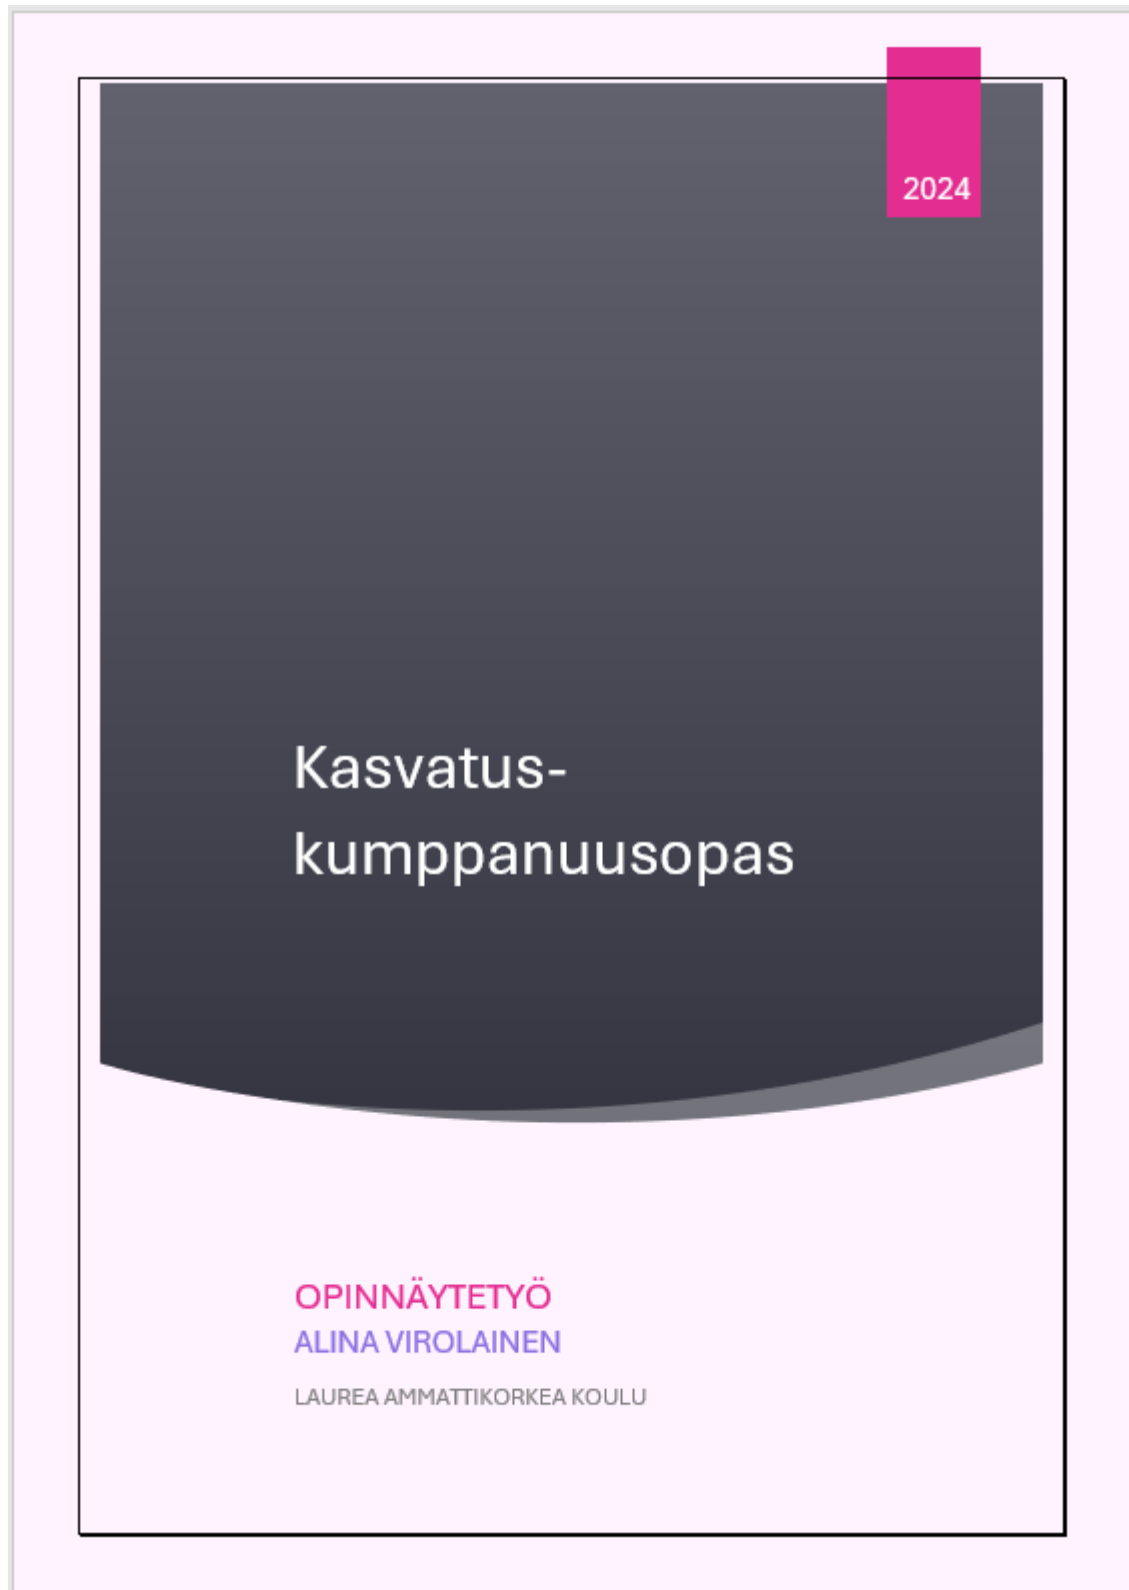 2024
Kasvatus-
kumppanuusopas
OPINNÄYTETYÖ
ALINA VIROLAINEN
LAUREA AMMATTIKORKEA KOULU